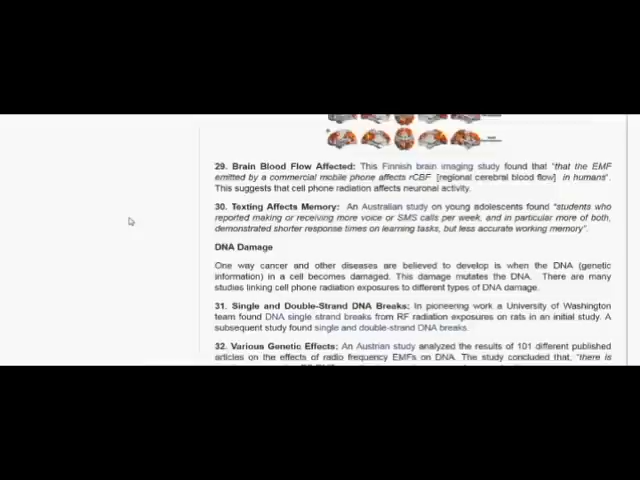 29. Brain Blood Flow Affected: This Finnish brain imaging study found that "that the EMF
emitted by a commercial mobile phone affects rCBF [regional cerebral blood flow] in humans".
This suggests that cell phone radiation affects neuronal activity.
30. Texting Affects Memory: An Australian study on young adolescents found "students who
reported making or receiving more voice or SMS calls per week, and in particular more of both,
demonstrated shorter response times on learning tasks, but less accurate working memory".
DNA Damage
One way cancer and other diseases are believed to develop is when the DNA (genetic
information) in a cell becomes damaged. This damage mutates the DNA. There are many
studies linking cell phone radiation exposures to different types of DNA damage.
31. Single and Double-Strand DNA Breaks: In pioneering work a University of Washington
team found DNA single strand breaks from RF radiation exposures on rats in an initial study. A
subsequent study found single and double-strand DNA breaks.
32. Various Genetic Effects: An Austrian study analyzed the results of 101 different published
articles on the effects of radio frequency EMFs on DNA. The study concluded that, "there is